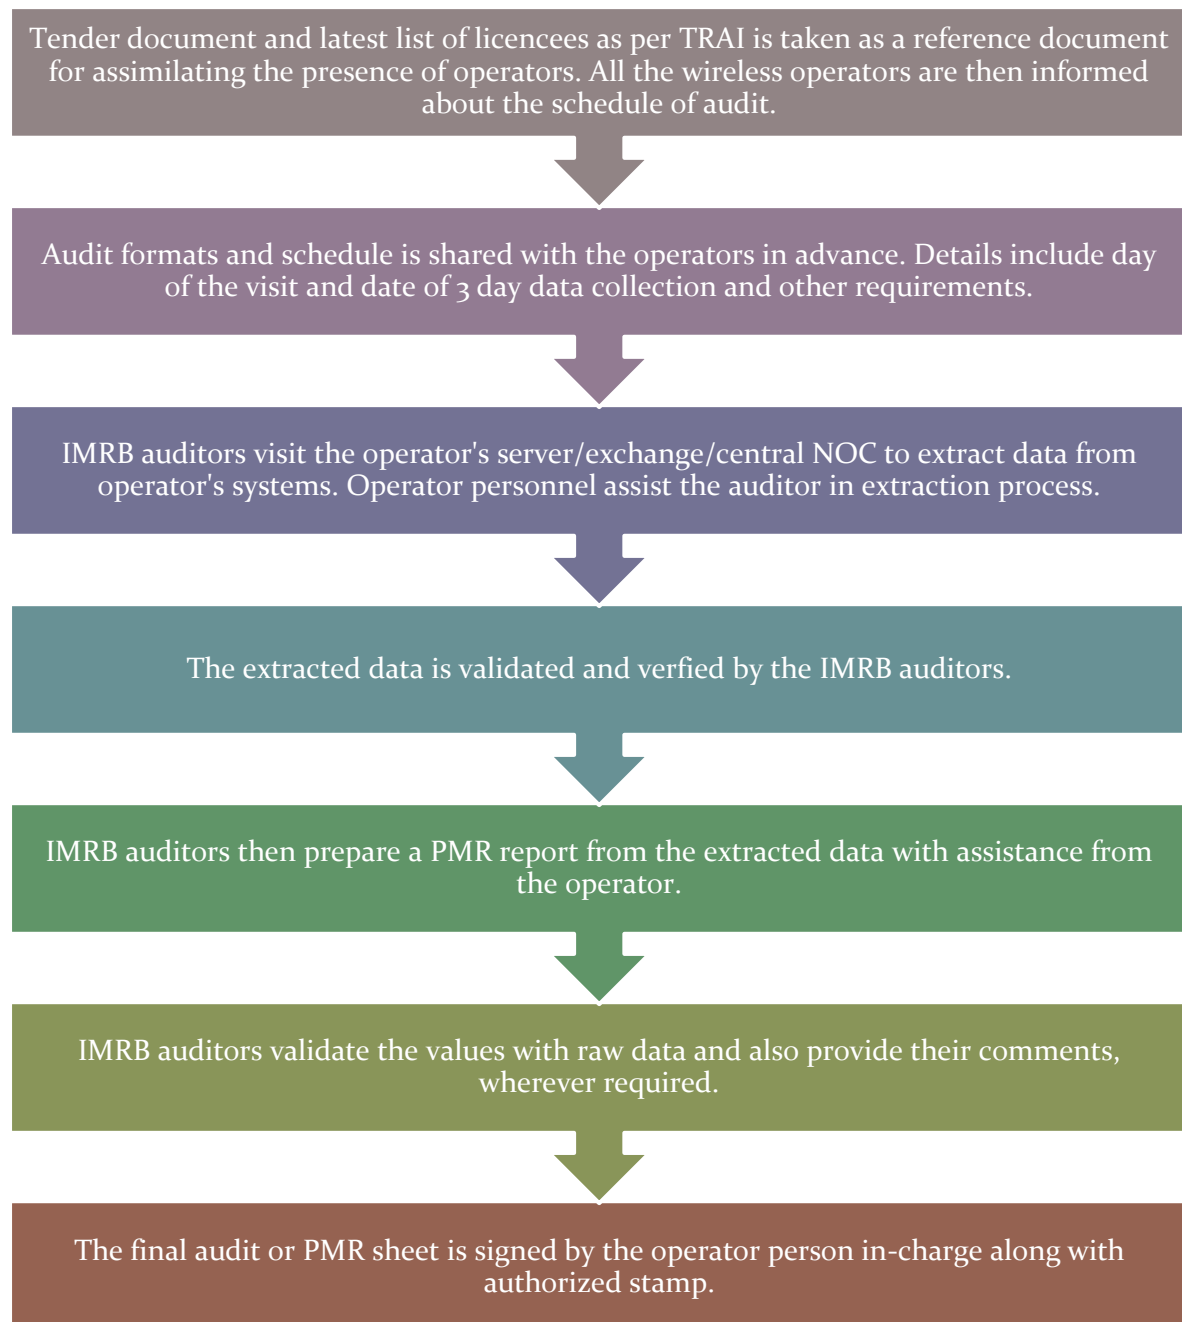 Tender document and latest list of licencees as per TRAI is taken as a reference document
for assimilating the presence of operators. All the wireless operators are then informed
about the schedule of audit.
Audit formats and schedule is shared with the operators in advance. Details include day
of the visit and date of 3 day data collection and other requirements.
IMRB auditors visit the operator's server/exchange/central NOC to extract data from
operator's systems. Operator personnel assist the auditor in extraction process.
The extracted data is validated and verfied by the IMRB auditors.
IMRB auditors then prepare a PMR report from the extracted data with assistance from
the operator.
IMRB auditors validate the values with raw data and also provide their comments,
wherever required.
The final audit or PMR sheet is signed by the operator person in-charge along with
authorized stamp.